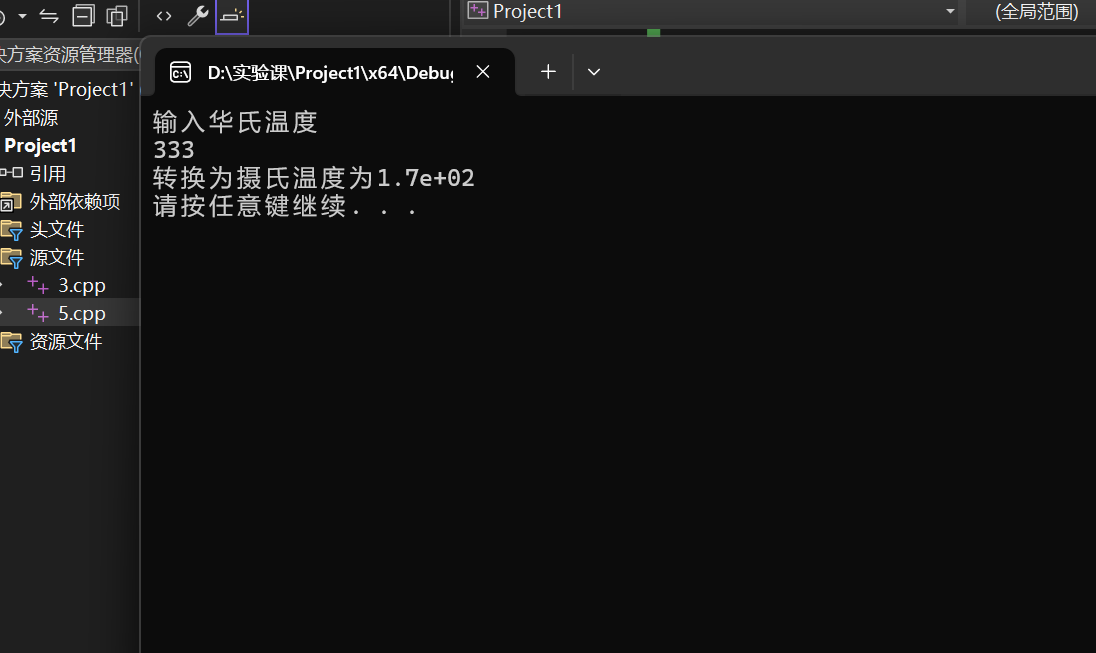 Project1
(全局范围)
决方案资源管理器(
D:\实验课\Project1\x64\Debug
决方案 'Project1'
外部源
Project1
引用
外部依赖项
头文件
源文件
3.cpp
5.cpp
资源文件
输入华氏温度
333
转换为摄氏温度为1.7e+02
请按任意键继续. . .